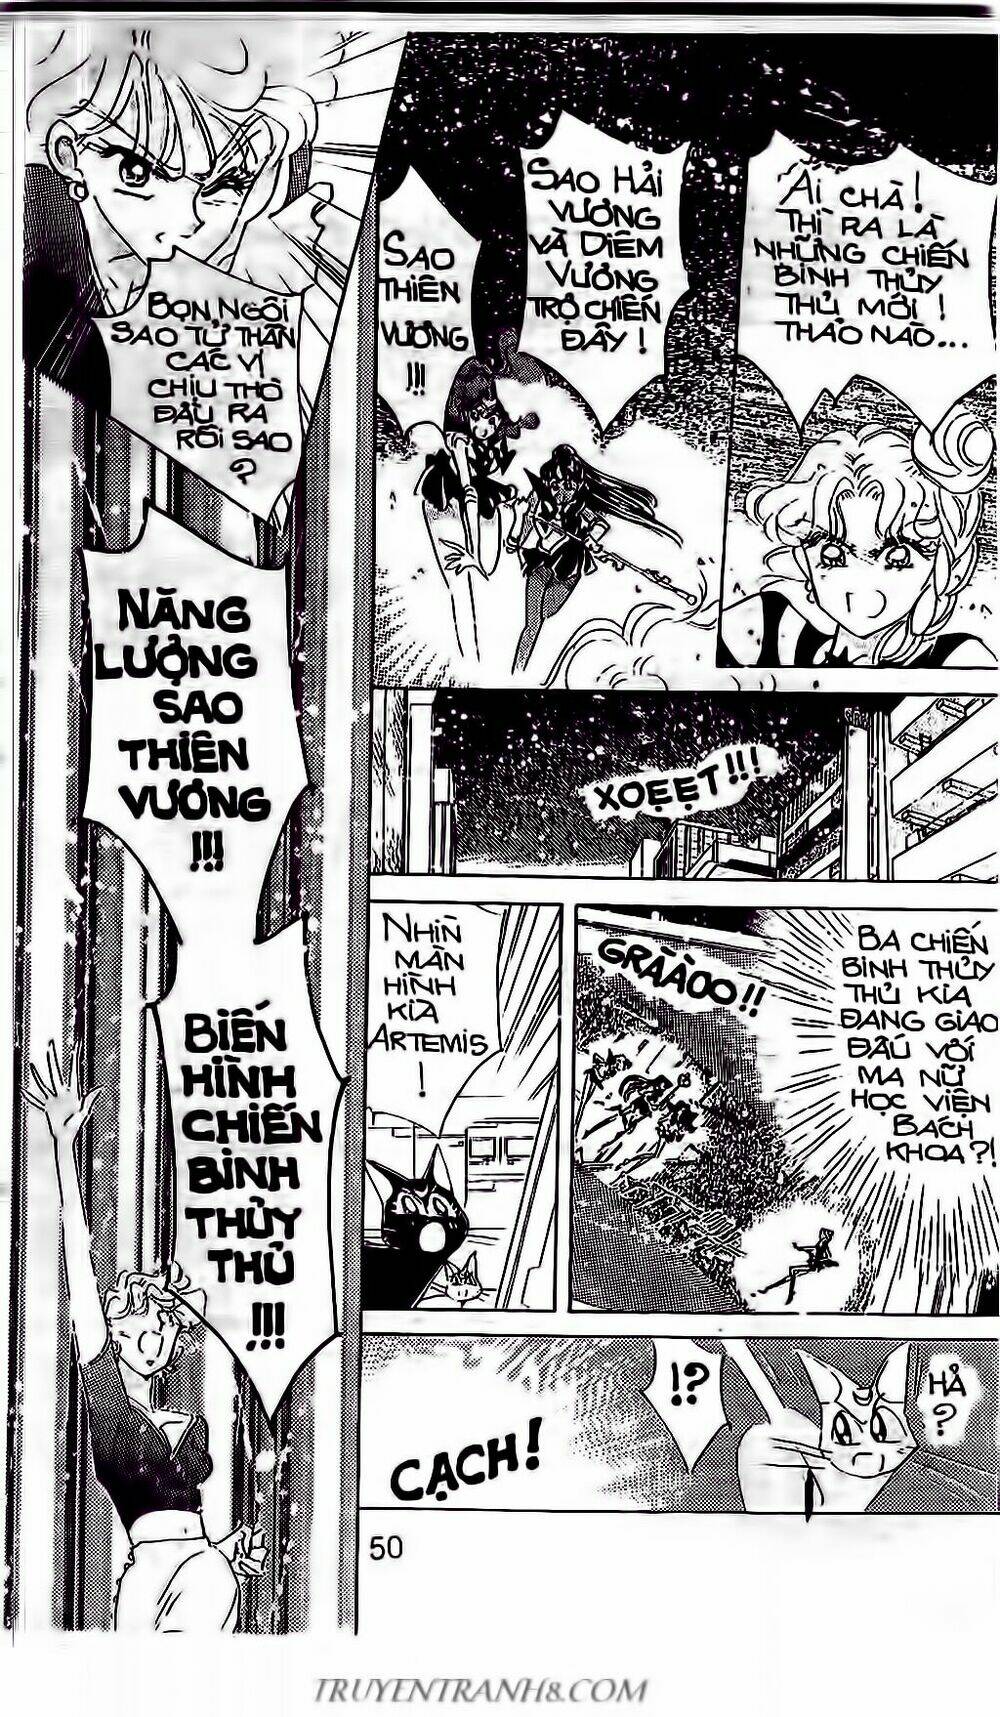 ÁI CHÀ!
THÌ RA LÀ
NHỮNG CHIẾN
BINH THỦY
THỦ MỚI!
THẢO NÀO...
SAO HẢI
VƯƠNG
VÀ DIÊM
VƯƠNG
TRỢ CHIẾN
ĐÂY!
SAO
THIÊN
VƯƠNG
!!!
BỌN NGÔI
SAO TỬ THẦN
CÁC VỊ
CHỊU THÒ
ĐẦU RA
RỒI SAO
?
NĂNG
LƯỢNG
SAO
THIÊN
VƯƠNG
!!!
BIẾN
HÌNH
CHIẾN
BINH
THỦY
THỦ
!!!
XOẸẸT!!!
BA CHIẾN
BINH THỦY
THỦ KIA
ĐANG GIAO
ĐẤU VỚI
MA NỮ
HỌC VIỆN
BÁCH
KHOA?!
GRÀÀOO!!
NHÌN
MÀN
HÌNH
KÌA
ARTEMIS
!
HẢ
?
!?
CẠCH!
50
TRUYENTRANH8.COM